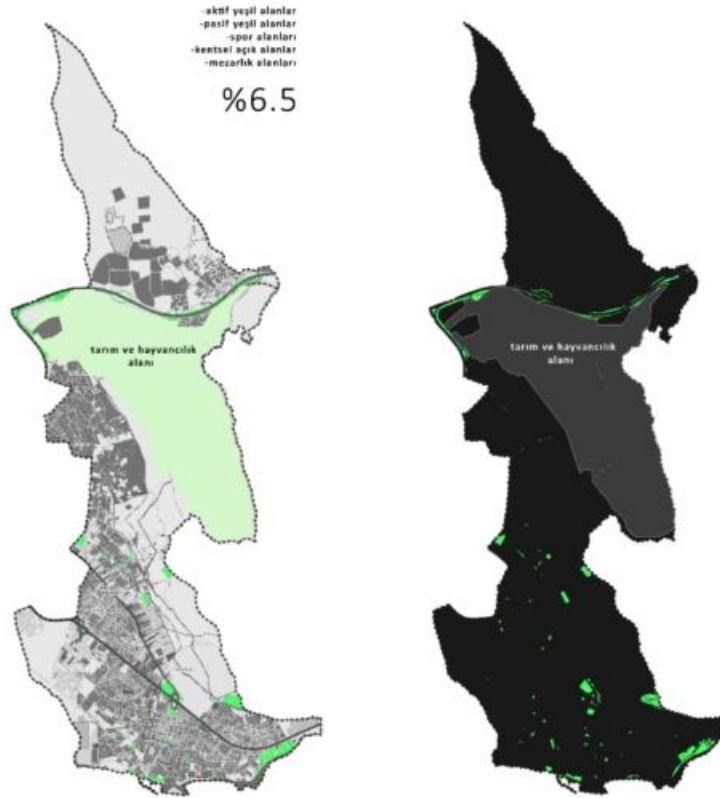 -aktif yeşil alanlar
-pasif yeşil alanlar
-spor alanları
-kentsel açık alanlar
-mezarlık alanları
%6.5
tarım ve hayvancılık
alanı
tarım ve hayvancılık
alanı